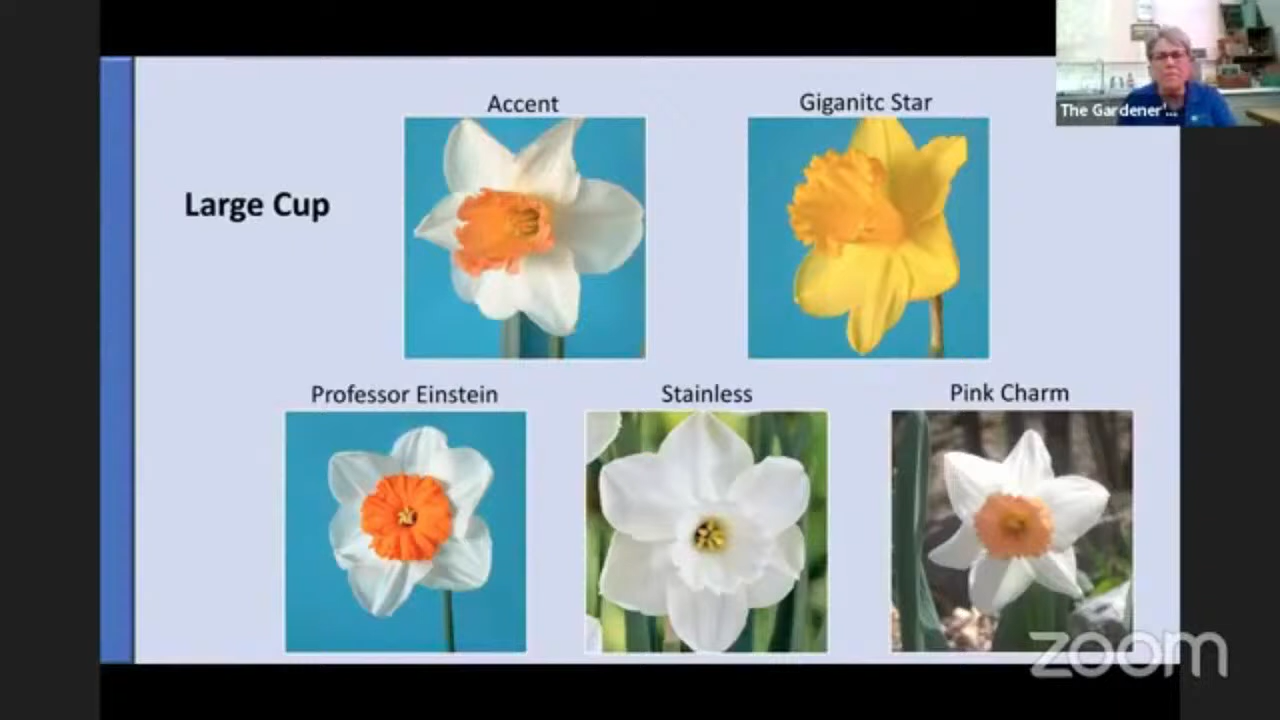 Accent
Giganitc Star
The Gardener'...
Large Cup
Professor Einstein
Stainless
Pink Charm
zoom